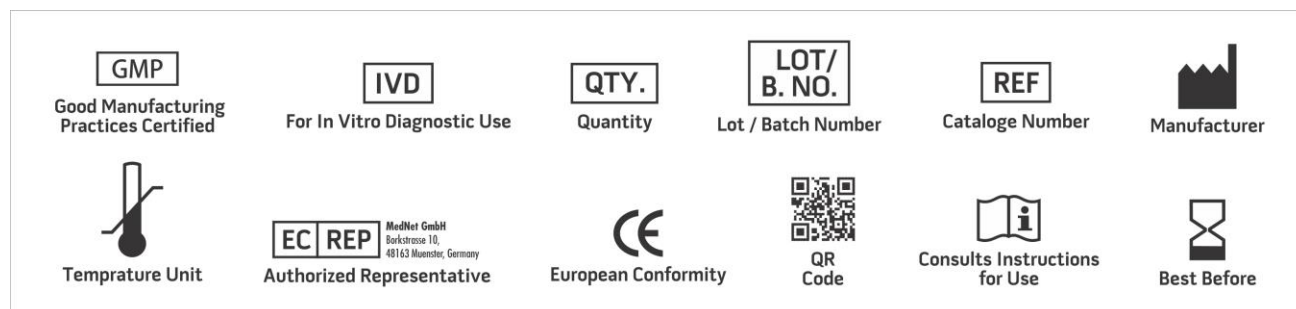 GMP
Good Manufacturing
Practices Certified
IVD
For In Vitro Diagnostic Use
QTY.
Quantity
LOT/
B. NO.
Lot / Batch Number
REF
Cataloge Number
Manufacturer
Temprature Unit
EC REP
MedNet GmbH
Borkstrasse 10,
48163 Muenster, Germany
Authorized Representative
CE
European Conformity
QR
Code
i
Consults Instructions
for Use
Best Before